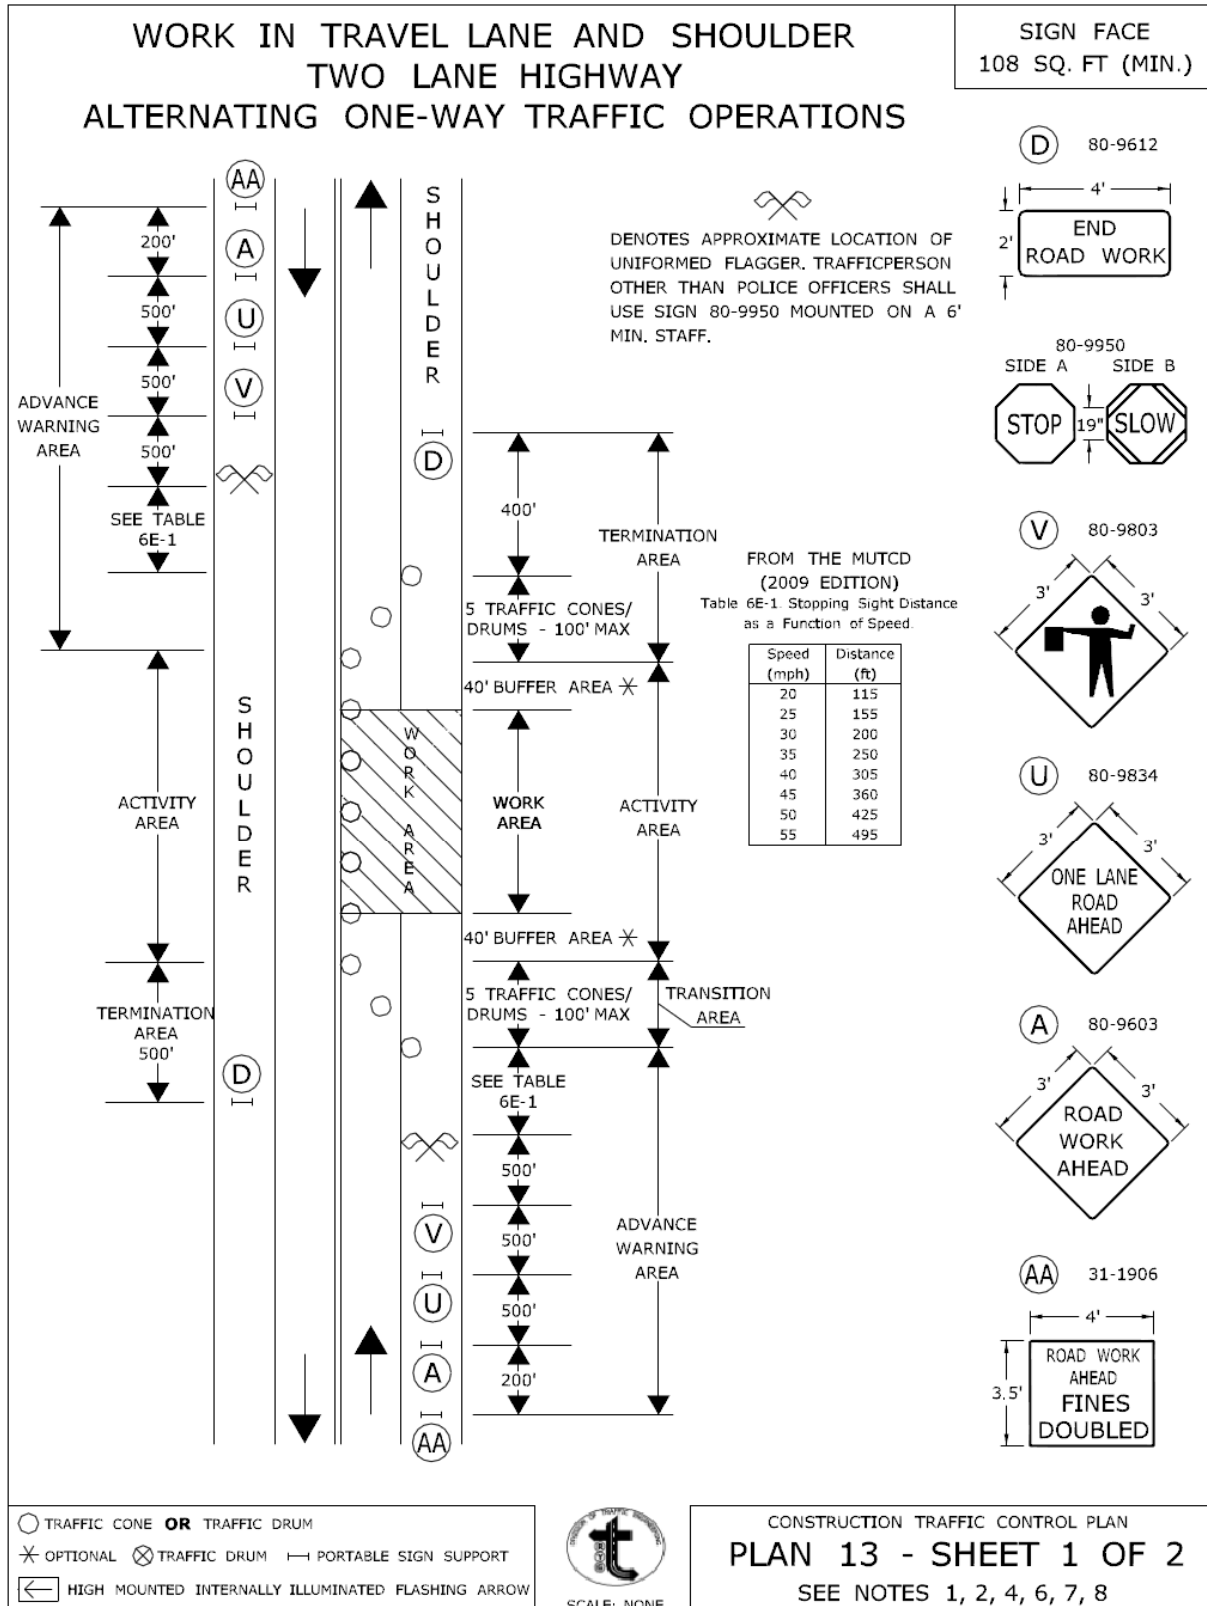 WORK IN TRAVEL LANE AND SHOULDER
TWO LANE HIGHWAY
ALTERNATING ONE-WAY TRAFFIC OPERATIONS
SIGN FACE
108 SQ. FT (MIN.)
AA
200'
A
500'
U
500'
V
ADVANCE
WARNING
AREA
500'
SEE TABLE
6E-1
SHOULDER
ACTIVITY
AREA
TERMINATION
AREA
500'
D
SHOULDER
D
400'
TERMINATION
AREA
5 TRAFFIC CONES/
DRUMS - 100' MAX
40' BUFFER AREA *
WORK AREA
WORK
AREA
ACTIVITY
AREA
40' BUFFER AREA *
5 TRAFFIC CONES/
DRUMS - 100' MAX
TRANSITION
AREA
SEE TABLE
6E-1
500'
V
500'
ADVANCE
WARNING
AREA
U
500'
A
200'
AA
DENOTES APPROXIMATE LOCATION OF
UNIFORMED FLAGGER. TRAFFICPERSON
OTHER THAN POLICE OFFICERS SHALL
USE SIGN 80-9950 MOUNTED ON A 6'
MIN. STAFF.
FROM THE MUTCD
(2009 EDITION)
Table 6E-1. Stopping Sight Distance
as a Function of Speed.
Speed Distance
(mph) (ft)
20 115
25 155
30 200
35 250
40 305
45 360
50 425
55 495
D 80-9612
4'
2'
END
ROAD WORK
80-9950
SIDE A SIDE B
STOP 19" SLOW
V 80-9803
3' 3'
U 80-9834
3' 3'
ONE LANE
ROAD
AHEAD
A 80-9603
3' 3'
ROAD
WORK
AHEAD
AA 31-1906
4'
3.5'
ROAD WORK
AHEAD
FINES
DOUBLED
TRAFFIC CONE OR TRAFFIC DRUM
* OPTIONAL TRAFFIC DRUM PORTABLE SIGN SUPPORT
HIGH MOUNTED INTERNALLY ILLUMINATED FLASHING ARROW
DIVISION OF TRAFFIC ENGINEERING
SCALE: NONE
CONSTRUCTION TRAFFIC CONTROL PLAN
PLAN 13 - SHEET 1 OF 2
SEE NOTES 1, 2, 4, 6, 7, 8